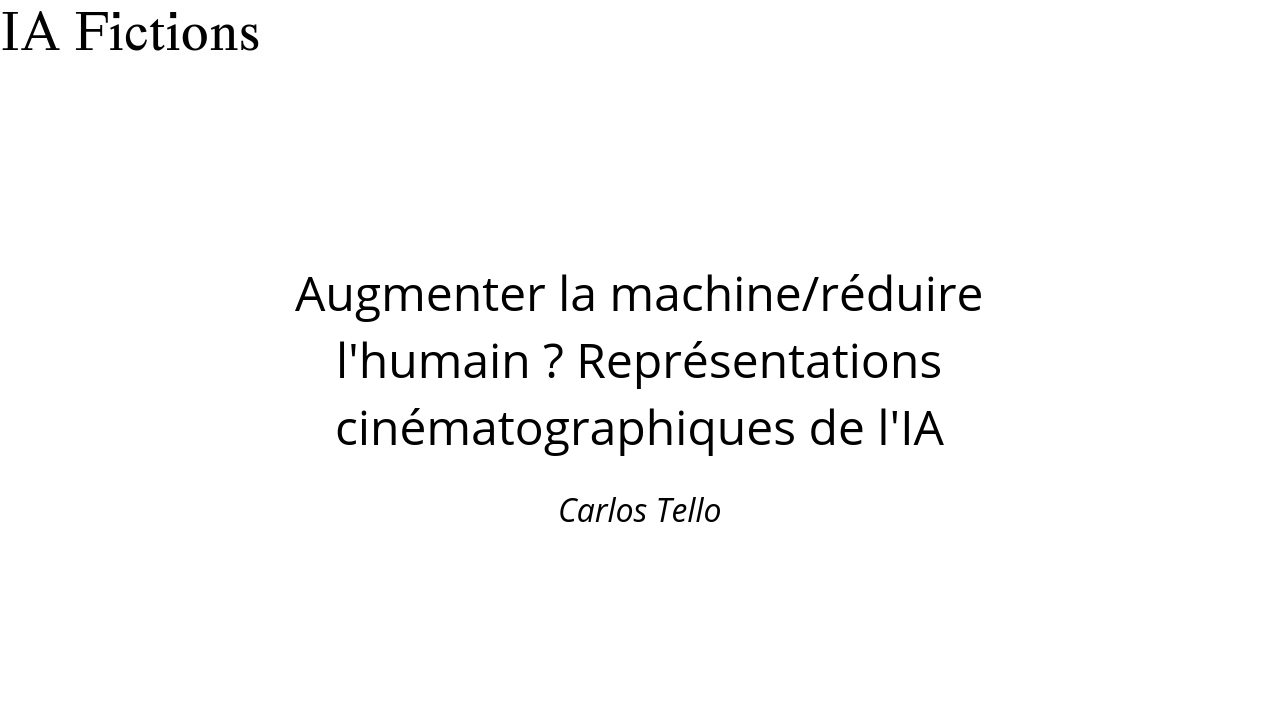 IA Fictions
Augmenter la machine/réduire
l'humain ? Représentations
cinématographiques de l'IA
Carlos Tello